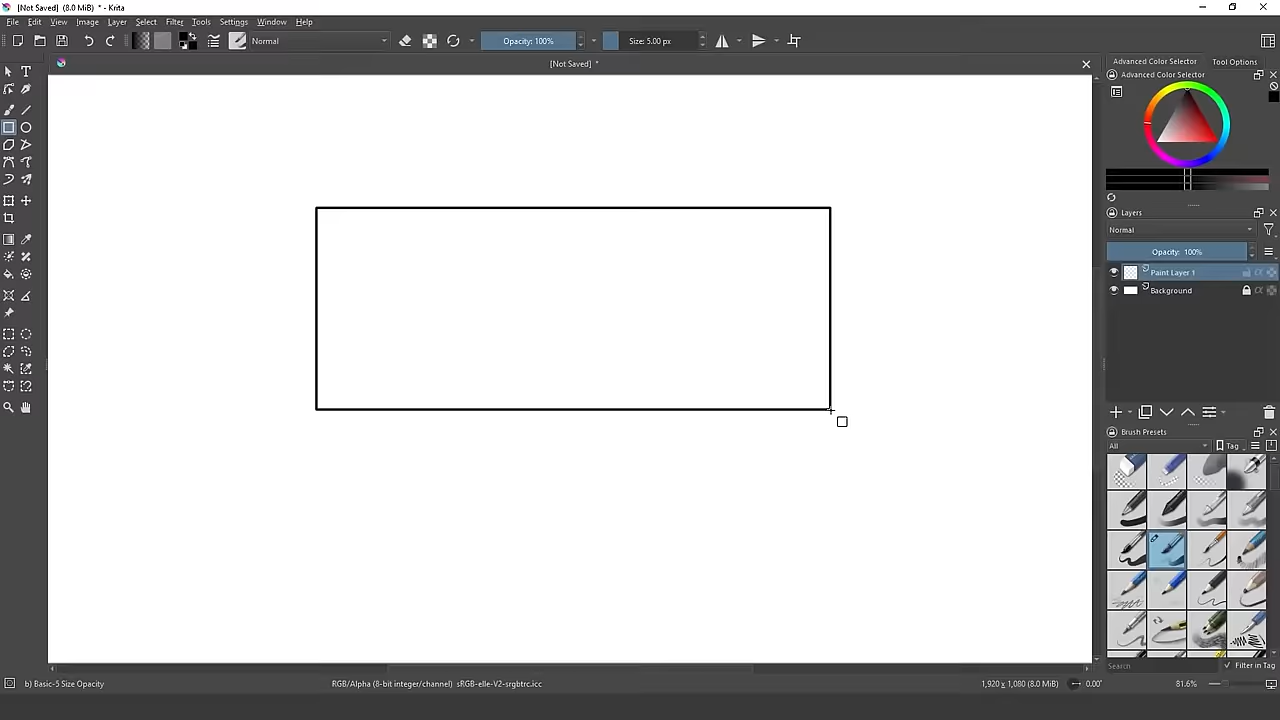 [Not Saved] (8.0 MiB) * - Krita
File Edit View Image Layer Select Filter Tools Settings Window Help
Normal Opacity: 100% Size: 5.00 px
[Not Saved] *
Advanced Color Selector Tool Options
Advanced Color Selector
Layers
Normal
Opacity: 100%
Paint Layer 1
Background
Brush Presets
All Tag
Search Filter in Tag
b) Basic-5 Size Opacity RGB/Alpha (8-bit integer/channel) sRGB-elle-V2-srgbtrc.icc 1,920 x 1,080 (8.0 MiB) 0.00° 81.6%